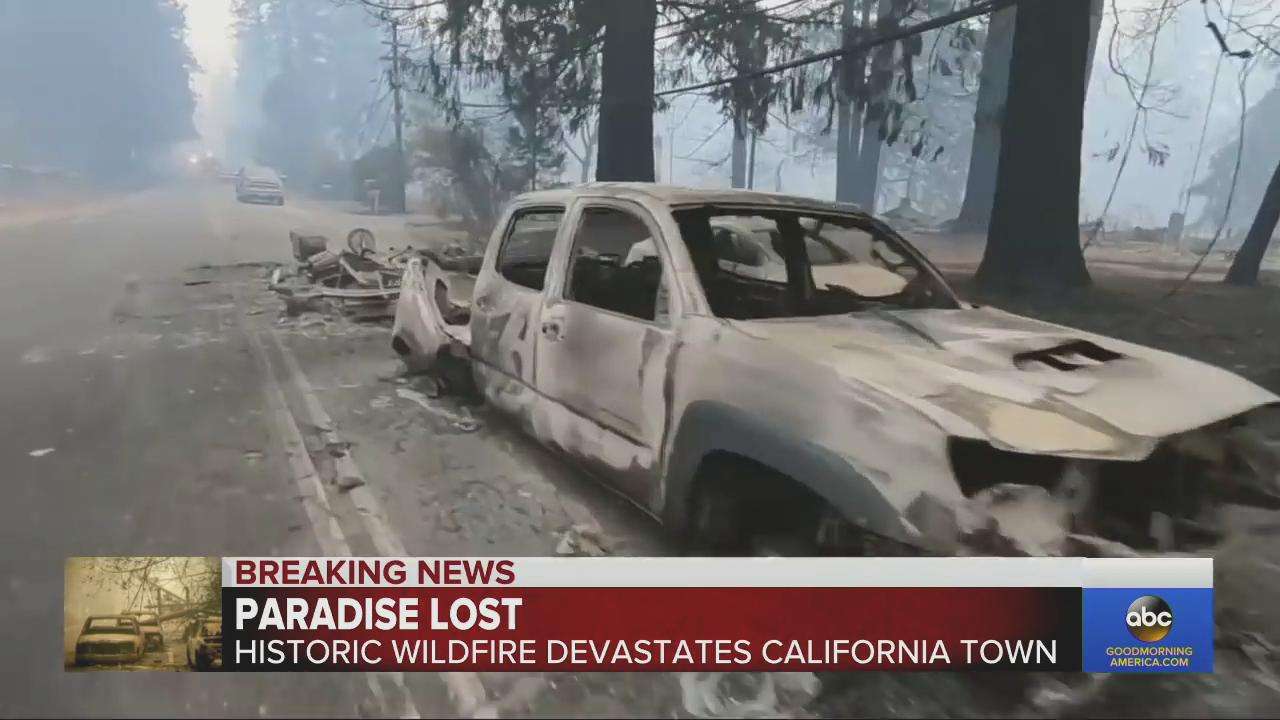 BREAKING NEWS
PARADISE LOST
HISTORIC WILDFIRE DEVASTATES CALIFORNIA TOWN
abc
GOODMORNING
AMERICA.COM